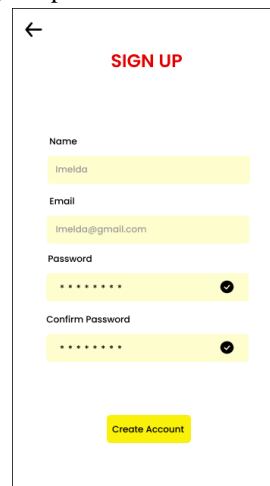 SIGN UP
Name
Imelda
Email
Imelda@gmail.com
Password
* * * * * * * *
Confirm Password
* * * * * * * *
Create Account